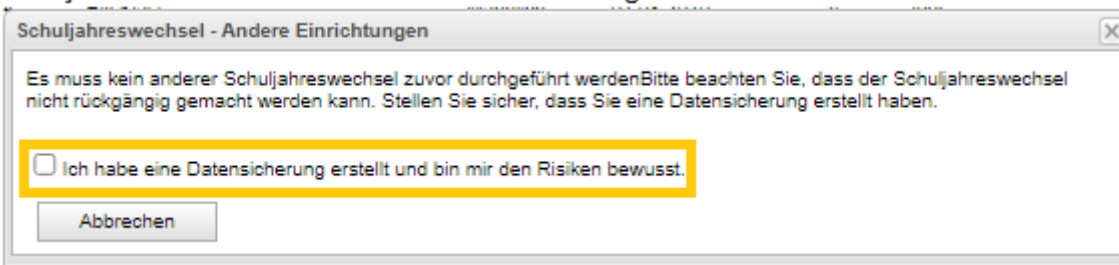 Schuljahreswechsel - Andere Einrichtungen
Es muss kein anderer Schuljahreswechsel zuvor durchgeführt werdenBitte beachten Sie, dass der Schuljahreswechsel
nicht rückgängig gemacht werden kann. Stellen Sie sicher, dass Sie eine Datensicherung erstellt haben.
Ich habe eine Datensicherung erstellt und bin mir den Risiken bewusst.
Abbrechen